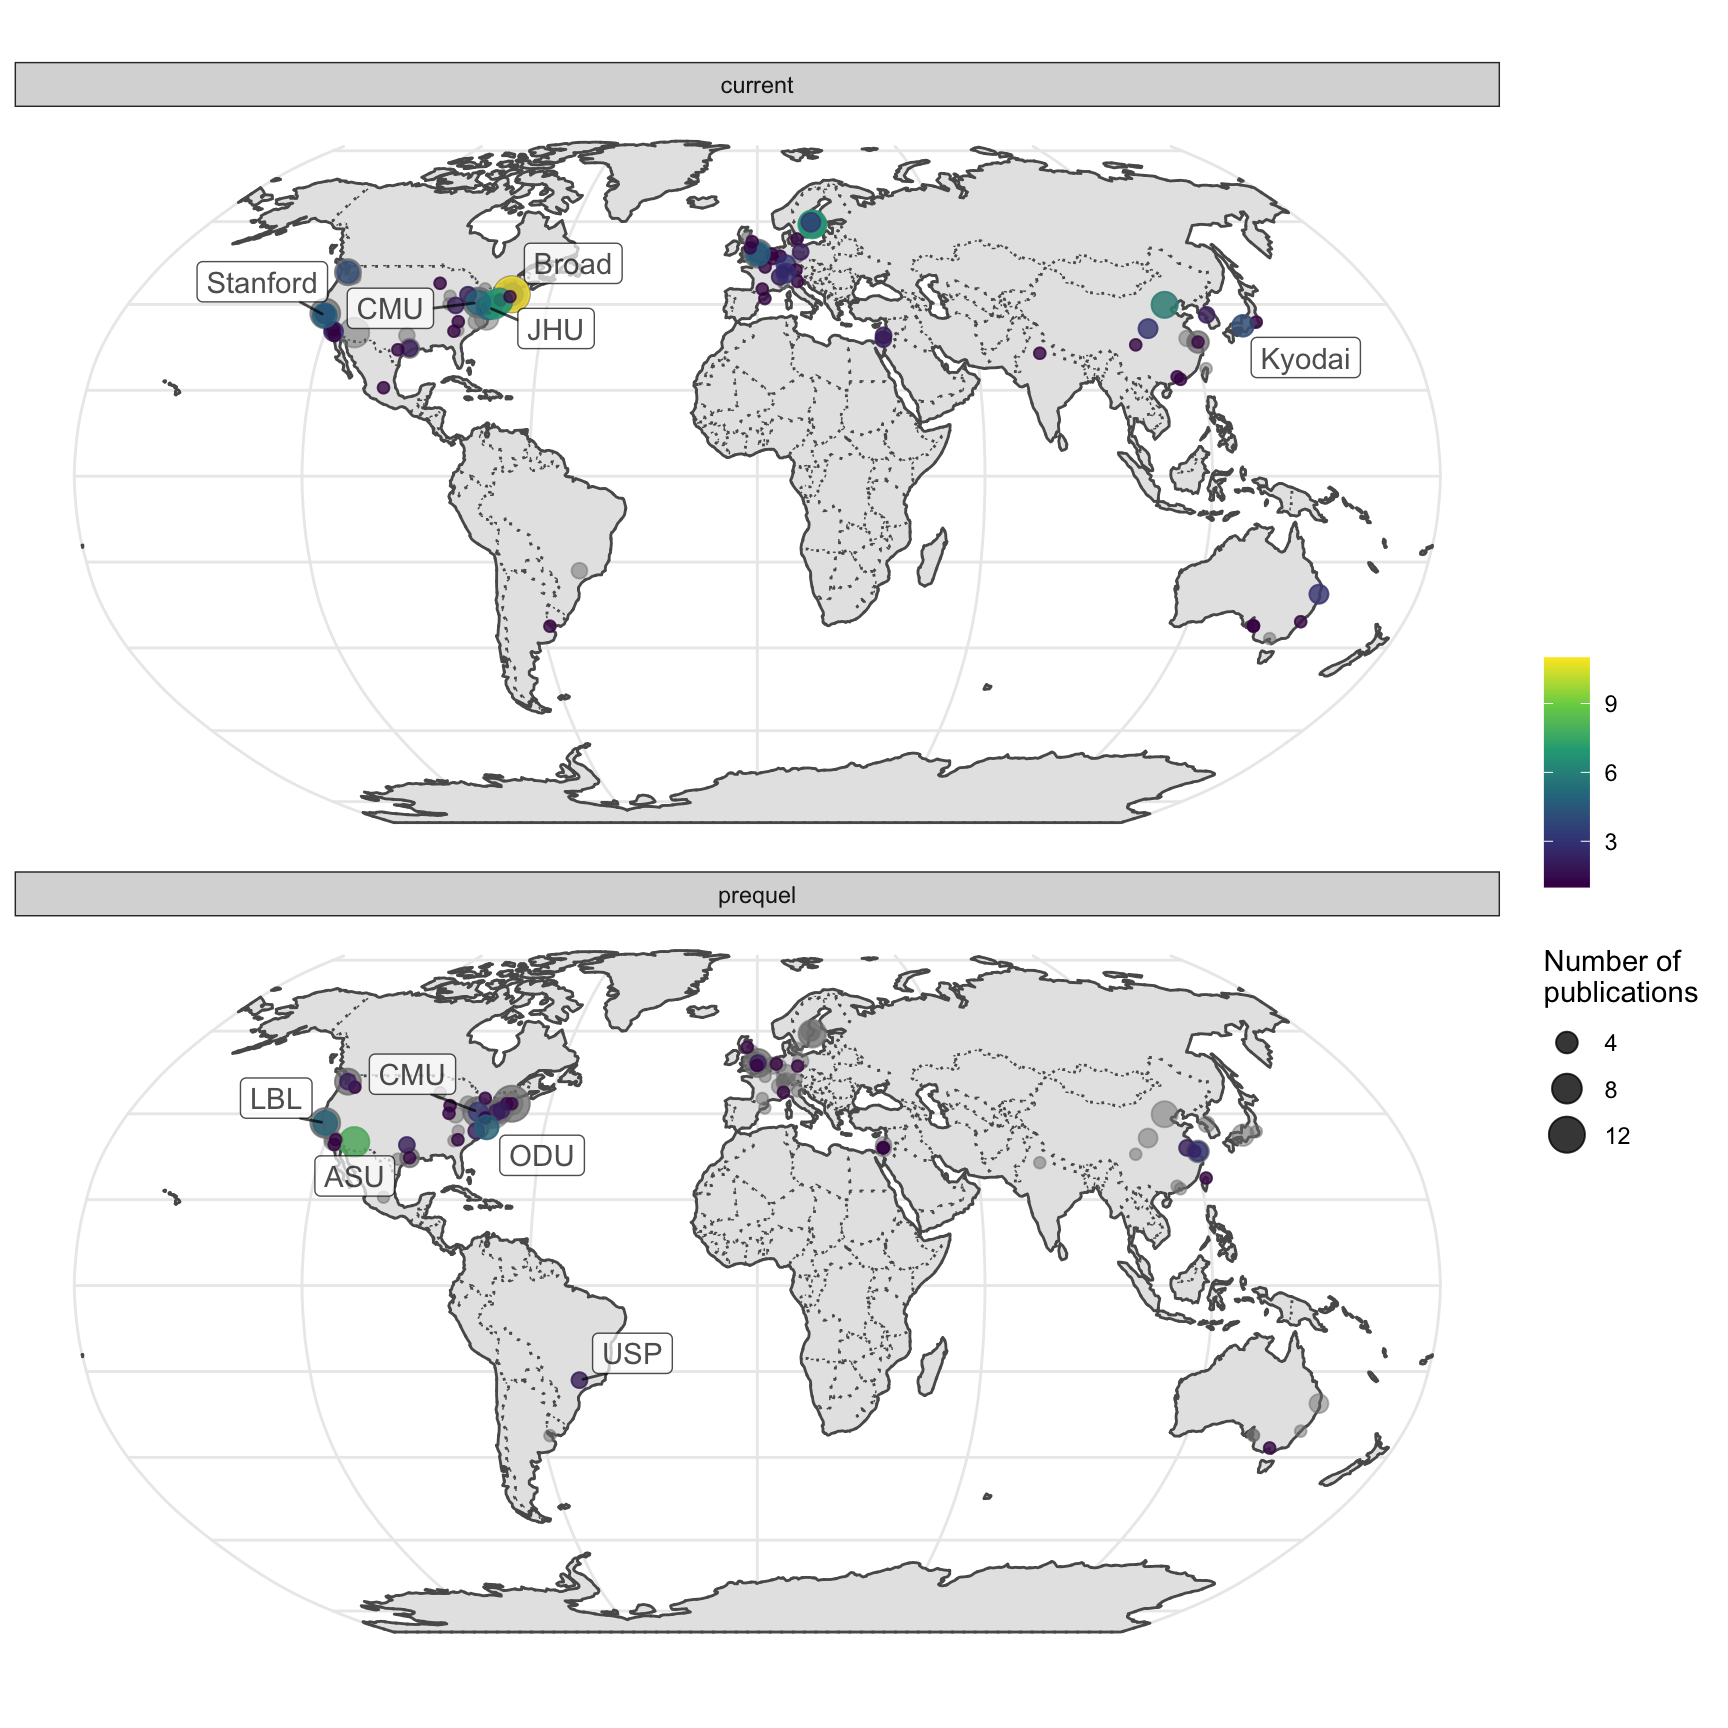 current
Broad
Stanford
CMU
JHU
Kyodai
9
6
3
prequel
Number of
publications
4
8
12
CMU
LBL
ODU
ASU
USP